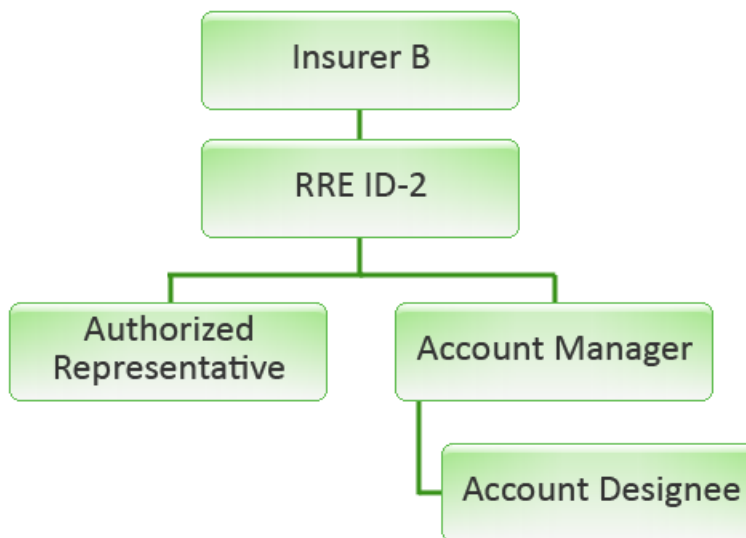 Insurer B
RRE ID-2
Authorized
Representative
Account Manager
Account Designee